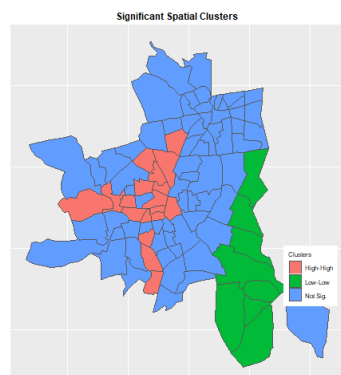 Significant Spatial Clusters
Clusters
High-High
Low-Low
Not Sig.